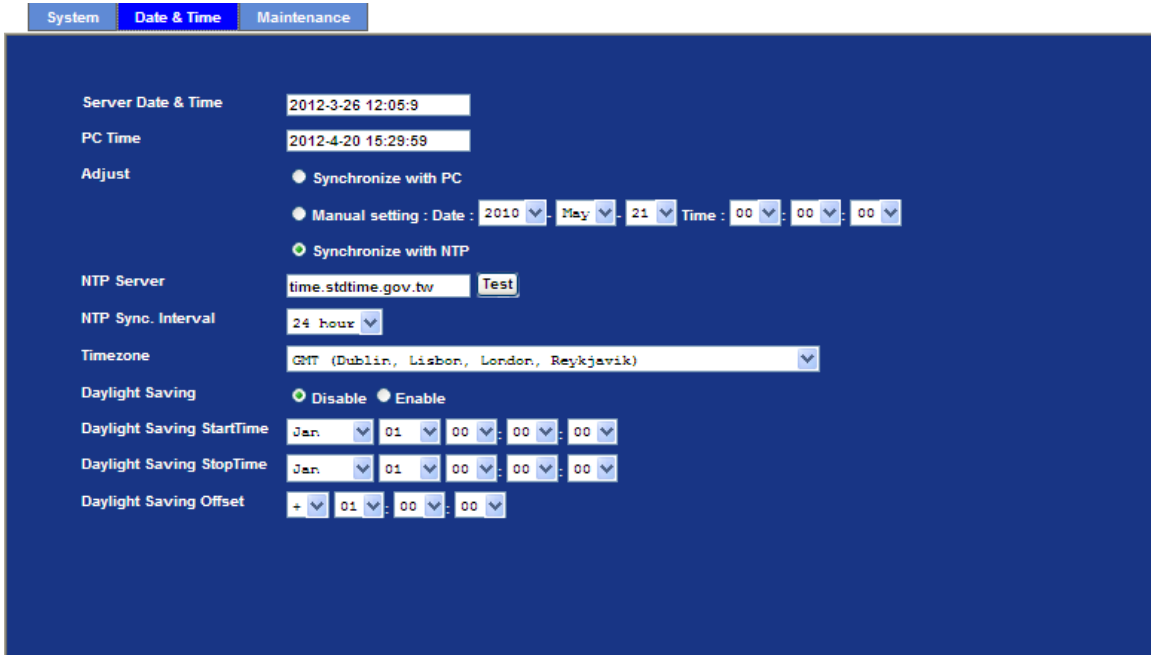 System Date & Time Maintenance
Server Date & Time 2012-3-26 12:05:9
PC Time 2012-4-20 15:29:59
Adjust Synchronize with PC
Manual setting : Date : 2010 - May - 21 Time : 00 : 00 : 00
Synchronize with NTP
NTP Server time.stdtime.gov.tw Test
NTP Sync. Interval 24 hour
Timezone GMT (Dublin, Lisbon, London, Reykjavik)
Daylight Saving Disable Enable
Daylight Saving StartTime Jan 01 00 : 00 : 00
Daylight Saving StopTime Jan 01 00 : 00 : 00
Daylight Saving Offset + 01 : 00 : 00